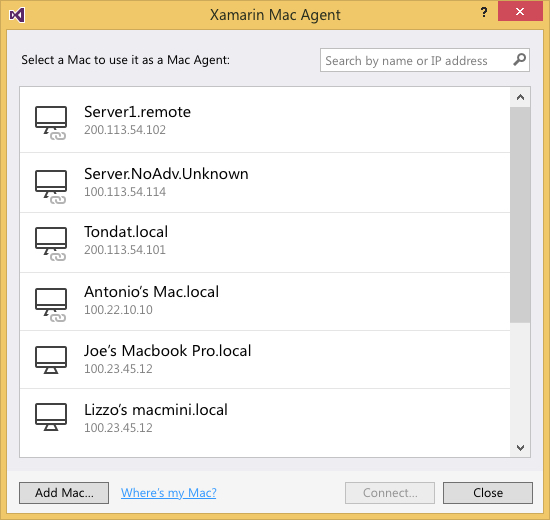 Xamarin Mac Agent
?
Select a Mac to use it as a Mac Agent:
Search by name or IP address
Server1.remote
200.113.54.102
Server.NoAdv.Unknown
100.113.54.114
Tondat.local
200.113.54.101
Antonio’s Mac.local
100.22.10.10
Joe’s Macbook Pro.local
100.23.45.12
Lizzo’s macmini.local
100.23.45.12
Add Mac...
Where’s my Mac?
Connect...
Close